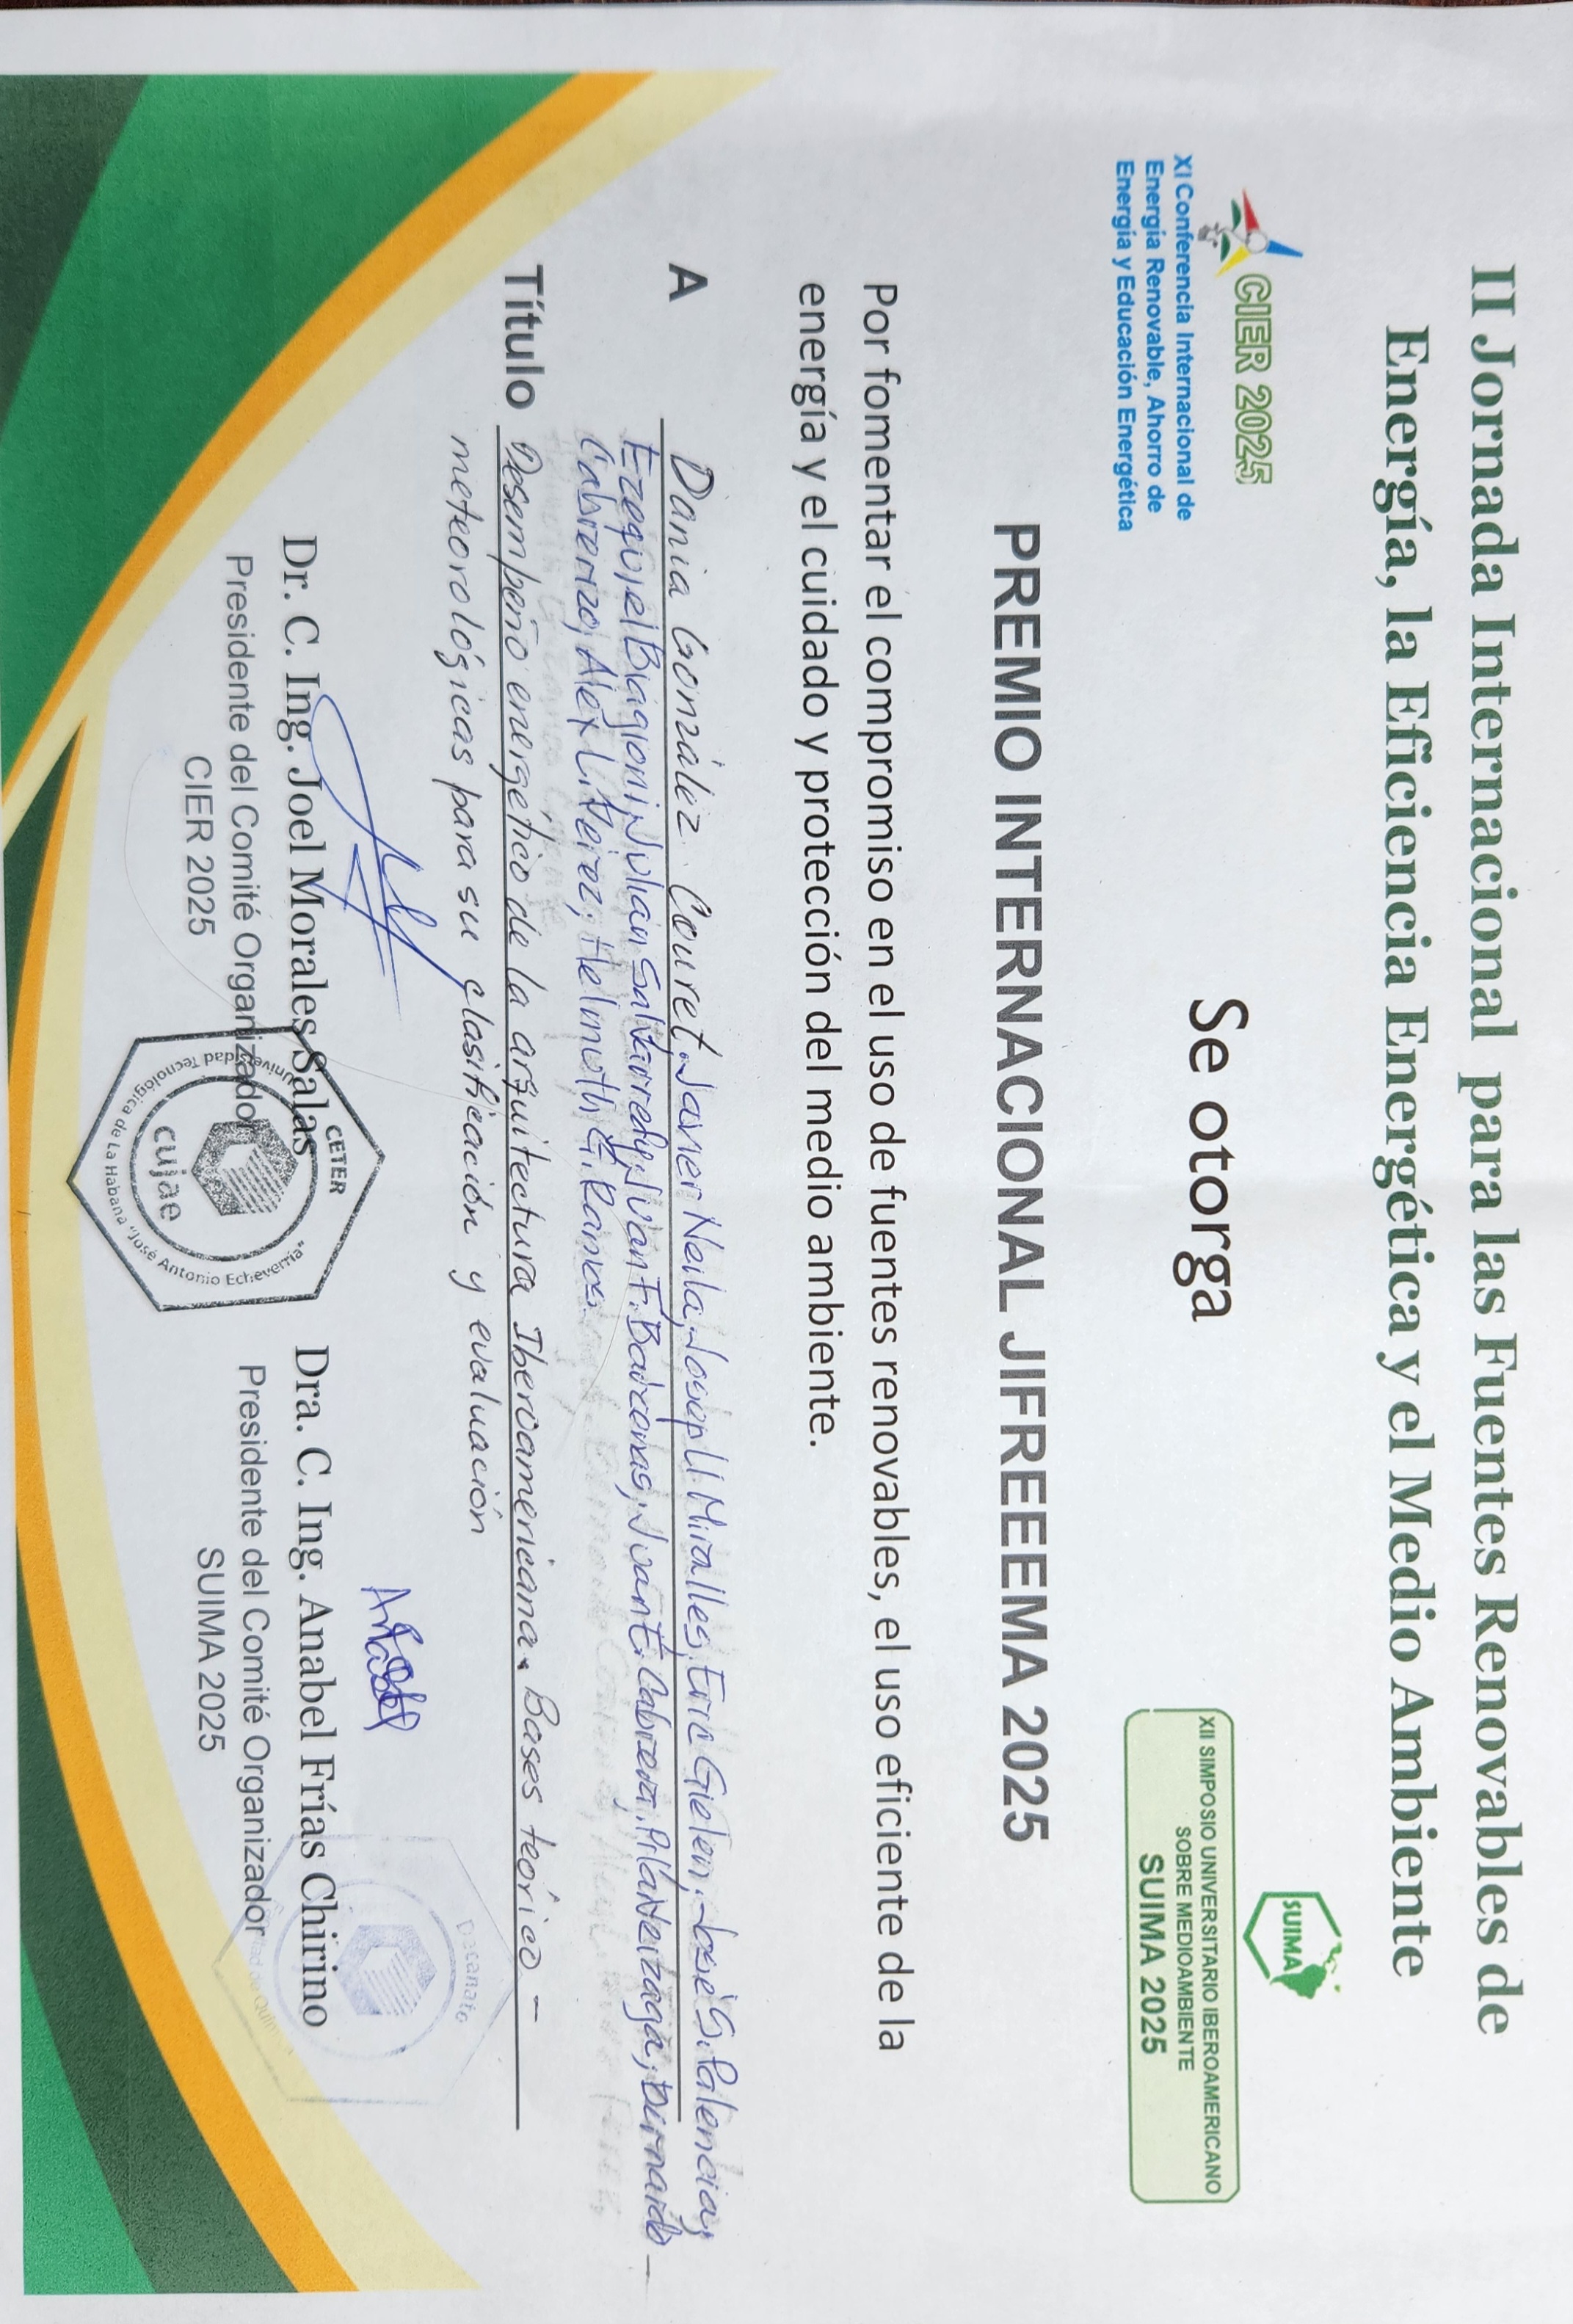 II Jornada Internacional para las Fuentes Renovables de
Energía, la Eficiencia Energética y el Medio Ambiente
CIER 2025
XI Conferencia Internacional de
Energía Renovable, Ahorro de
Energía y Educación Energética
Se otorga
SUIMA
XII SIMPOSIO UNIVERSITARIO IBEROAMERICANO
SOBRE MEDIOAMBIENTE
SUIMA 2025
PREMIO INTERNACIONAL JIFREEEMA 2025
Por fomentar el compromiso en el uso de fuentes renovables, el uso eficiente de la
energía y el cuidado y protección del medio ambiente.
A Dania González Couret, Javier Neila, Josep Ll. Miralles, Eric Gielen, José S. Palencia,
Ezequiel Biagioni, Julián Salvarredy, Juan F. Bárcenas, Juan F. Cabrera, Bernardo
Cabrerizo, Alex L. Pérez, Helmuth G. Ramos.
Título Desempeño energético de la arquitectura Iberoamericana. Bases teórico -
meteorológicas para su clasificación y evaluación
Dr. C. Ing. Joel Morales Salas
Presidente del Comité Organizador
CIER 2025
CETER
cujae
Universidad Tecnológica de La Habana "José Antonio Echeverría"
Dra. C. Ing. Anabel Frías Chirino
Presidente del Comité Organizador
SUIMA 2025
Decanato